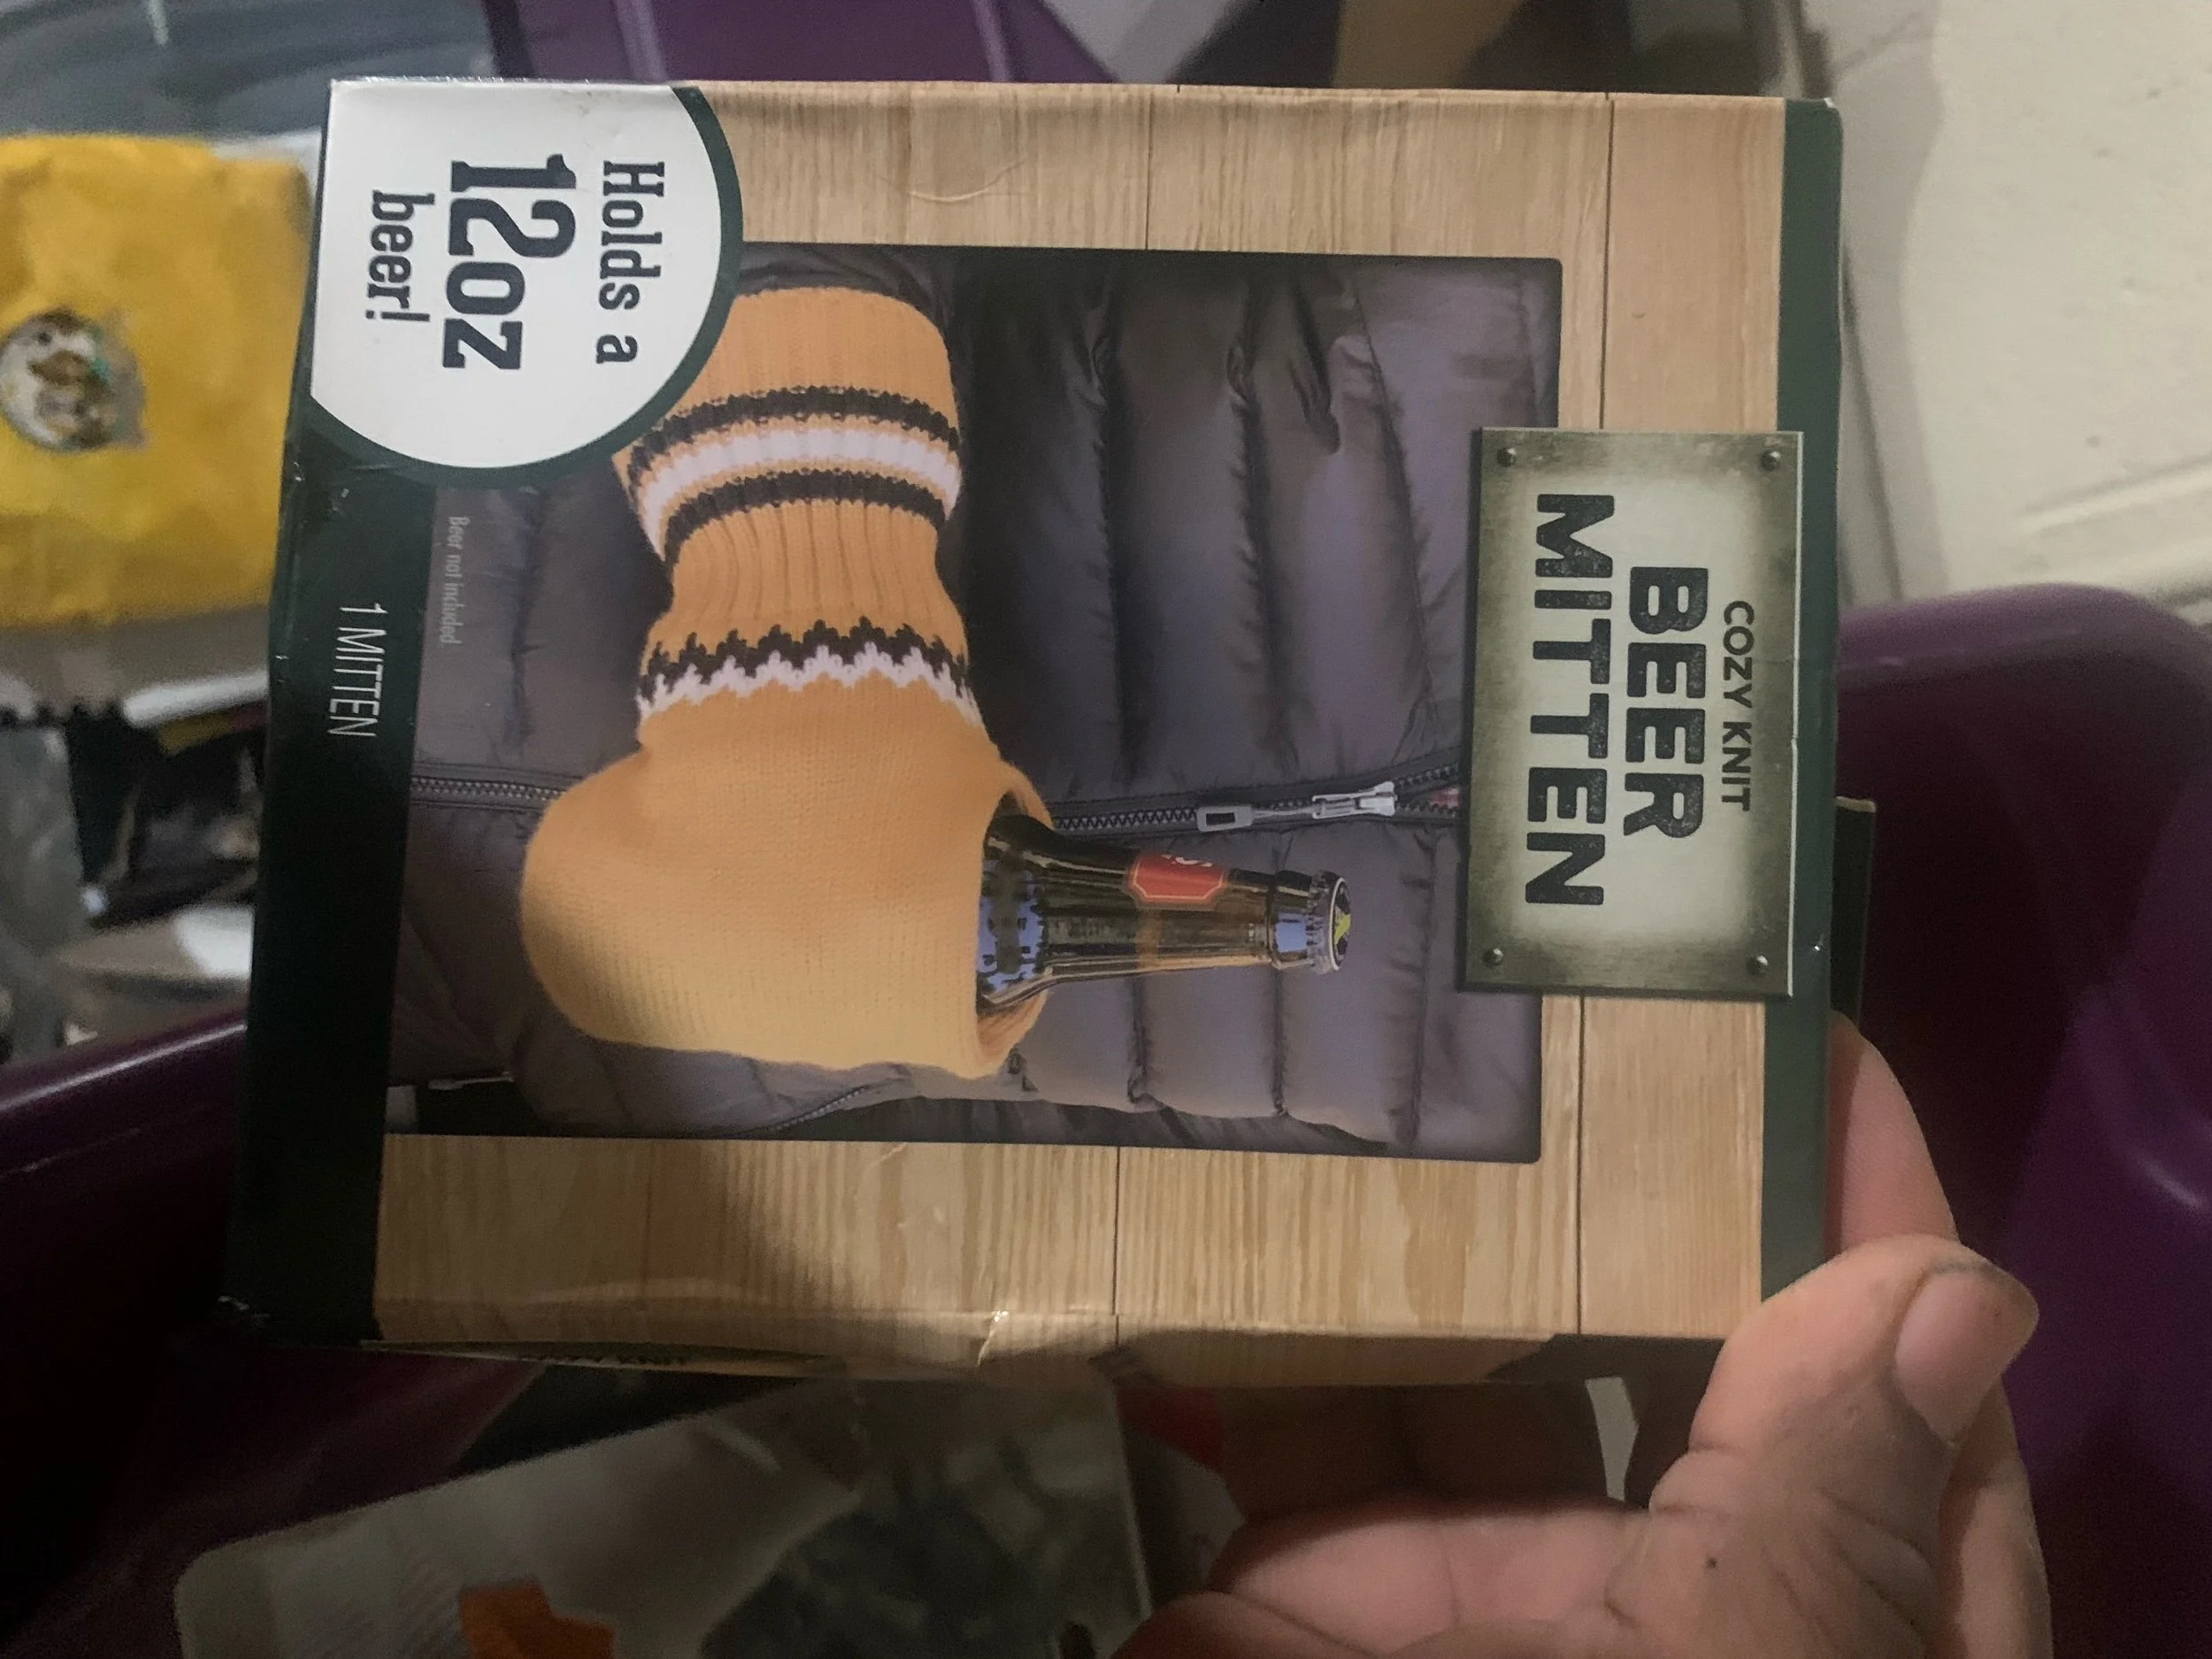 COZY KNIT
BEER
MITTEN
Holds a
12oz
beer!
Beer not included
1 MITTEN